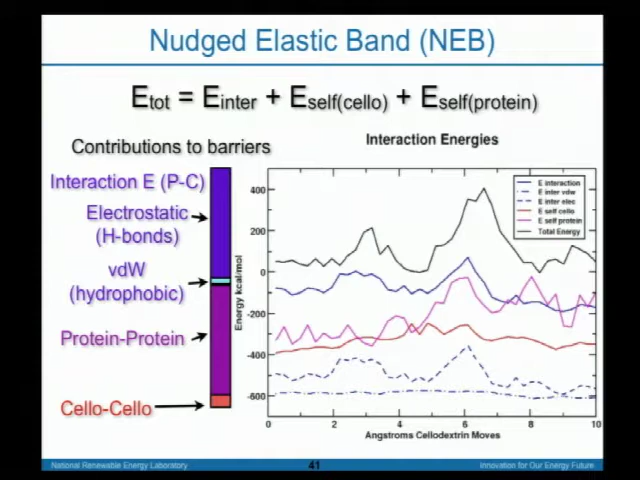 Nudged Elastic Band (NEB)
Etot = Einter + Eself(cello) + Eself(protein)
Contributions to barriers
Interaction E (P-C)
Electrostatic
(H-bonds)
vdW
(hydrophobic)
Protein-Protein
Cello-Cello
Interaction Energies
E interaction
E inter vdw
E inter elec
E self cello
E self protein
Total Energy
Energy kcal/mol
400
200
0
-200
-400
-600
0 2 4 6 8 10
Angstroms Cellodextrin Moves
National Renewable Energy Laboratory
41
Innovation for Our Energy Future